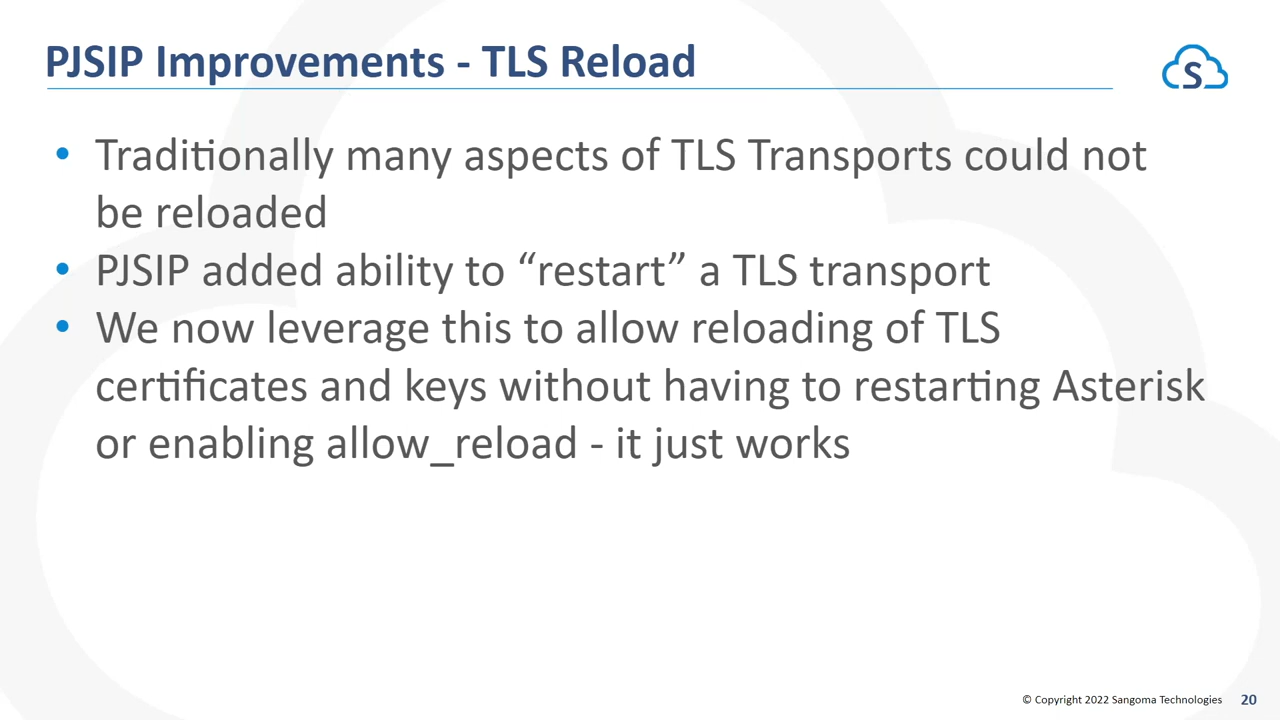 PJSIP Improvements - TLS Reload
S
• Traditionally many aspects of TLS Transports could not
be reloaded
• PJSIP added ability to “restart” a TLS transport
• We now leverage this to allow reloading of TLS
certificates and keys without having to restarting Asterisk
or enabling allow_reload - it just works
© Copyright 2022 Sangoma Technologies 20